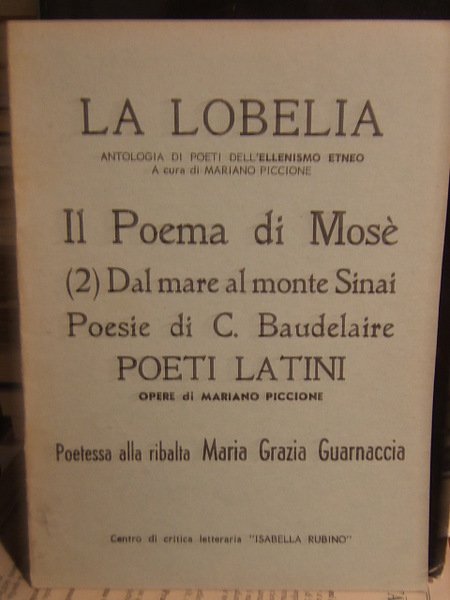 LA LOBELIA
ANTOLOGIA DI POETI DELL'ELLENISMO ETNEO
A cura di MARIANO PICCIONE
Il Poema di Mosè
(2) Dal mare al monte Sinai
Poesie di C. Baudelaire
POETI LATINI
OPERE di MARIANO PICCIONE
Poetessa alla ribalta Maria Grazia Guarnaccia
Centro di critica letteraria "ISABELLA RUBINO"